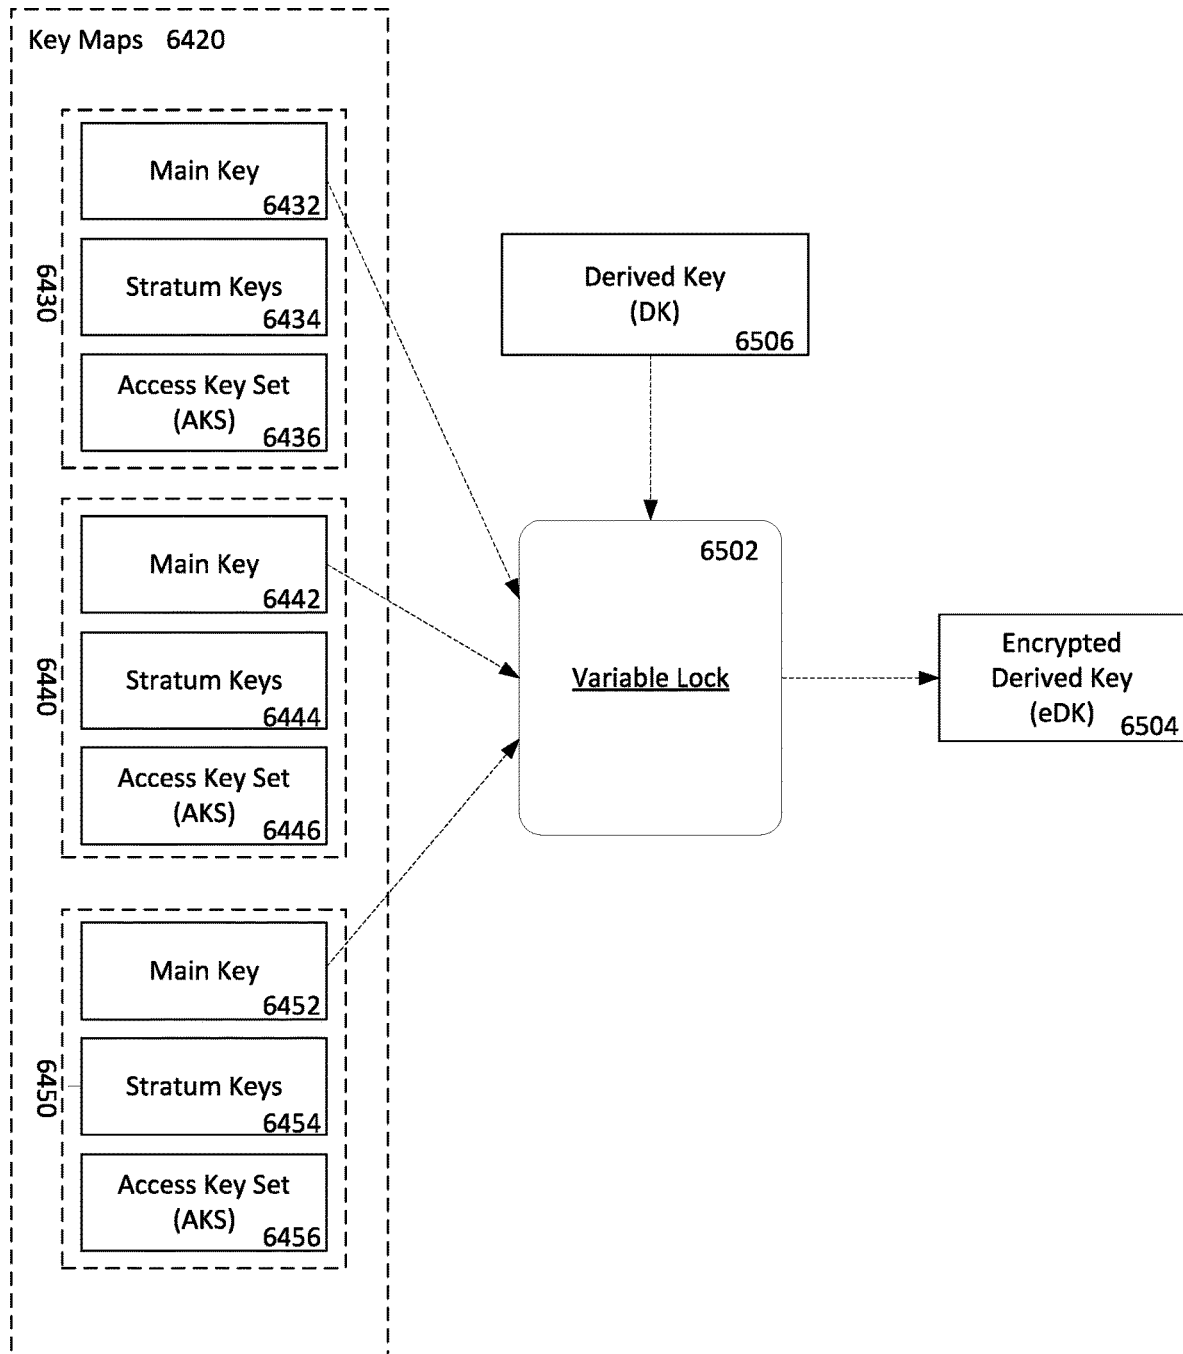 Key Maps 6420
Main Key
6432
Stratum Keys
6434
Access Key Set
(AKS)
6436
6430
Main Key
6442
Stratum Keys
6444
Access Key Set
(AKS)
6446
6440
Main Key
6452
Stratum Keys
6454
Access Key Set
(AKS)
6456
6450
Derived Key
(DK)
6506
6502
Variable Lock
Encrypted
Derived Key
(eDK)
6504